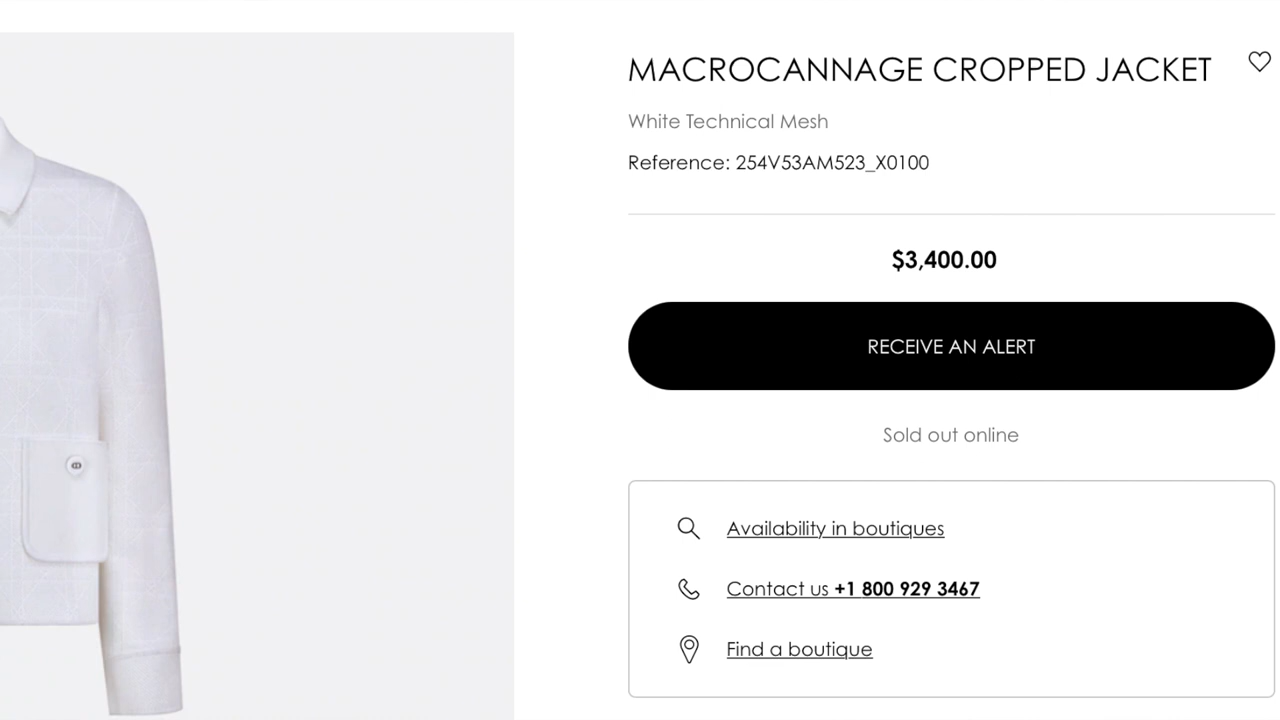 MACROCANNAGE CROPPED JACKET
White Technical Mesh
Reference: 254V53AM523_X0100
$3,400.00
RECEIVE AN ALERT
Sold out online
Availability in boutiques
Contact us +1 800 929 3467
Find a boutique